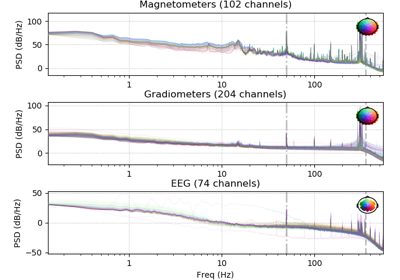 Magnetometers (102 channels)
PSD (dB/Hz)
100
50
0
1
10
100
Gradiometers (204 channels)
PSD (dB/Hz)
100
50
0
1
10
100
EEG (74 channels)
PSD (dB/Hz)
50
0
−50
1
10
100
Freq (Hz)